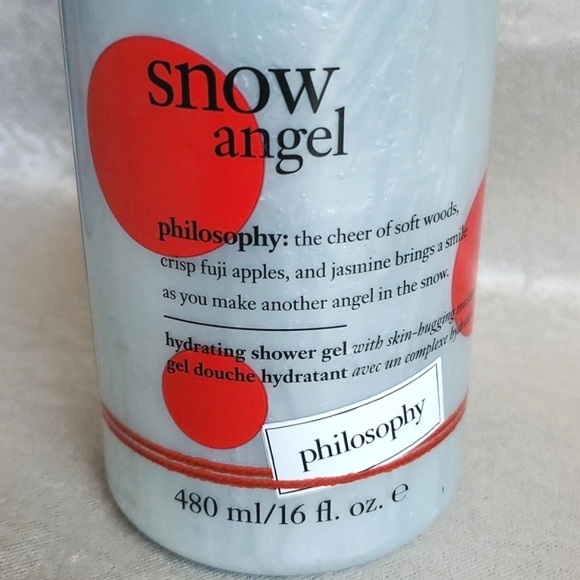 snow
angel
philosophy: the cheer of soft woods,
crisp fuji apples, and jasmine brings a smile
as you make another angel in the snow.
hydrating shower gel with skin-hugging
gel douche hydratant avec un complexe
philosophy
480 ml/16 fl. oz. e